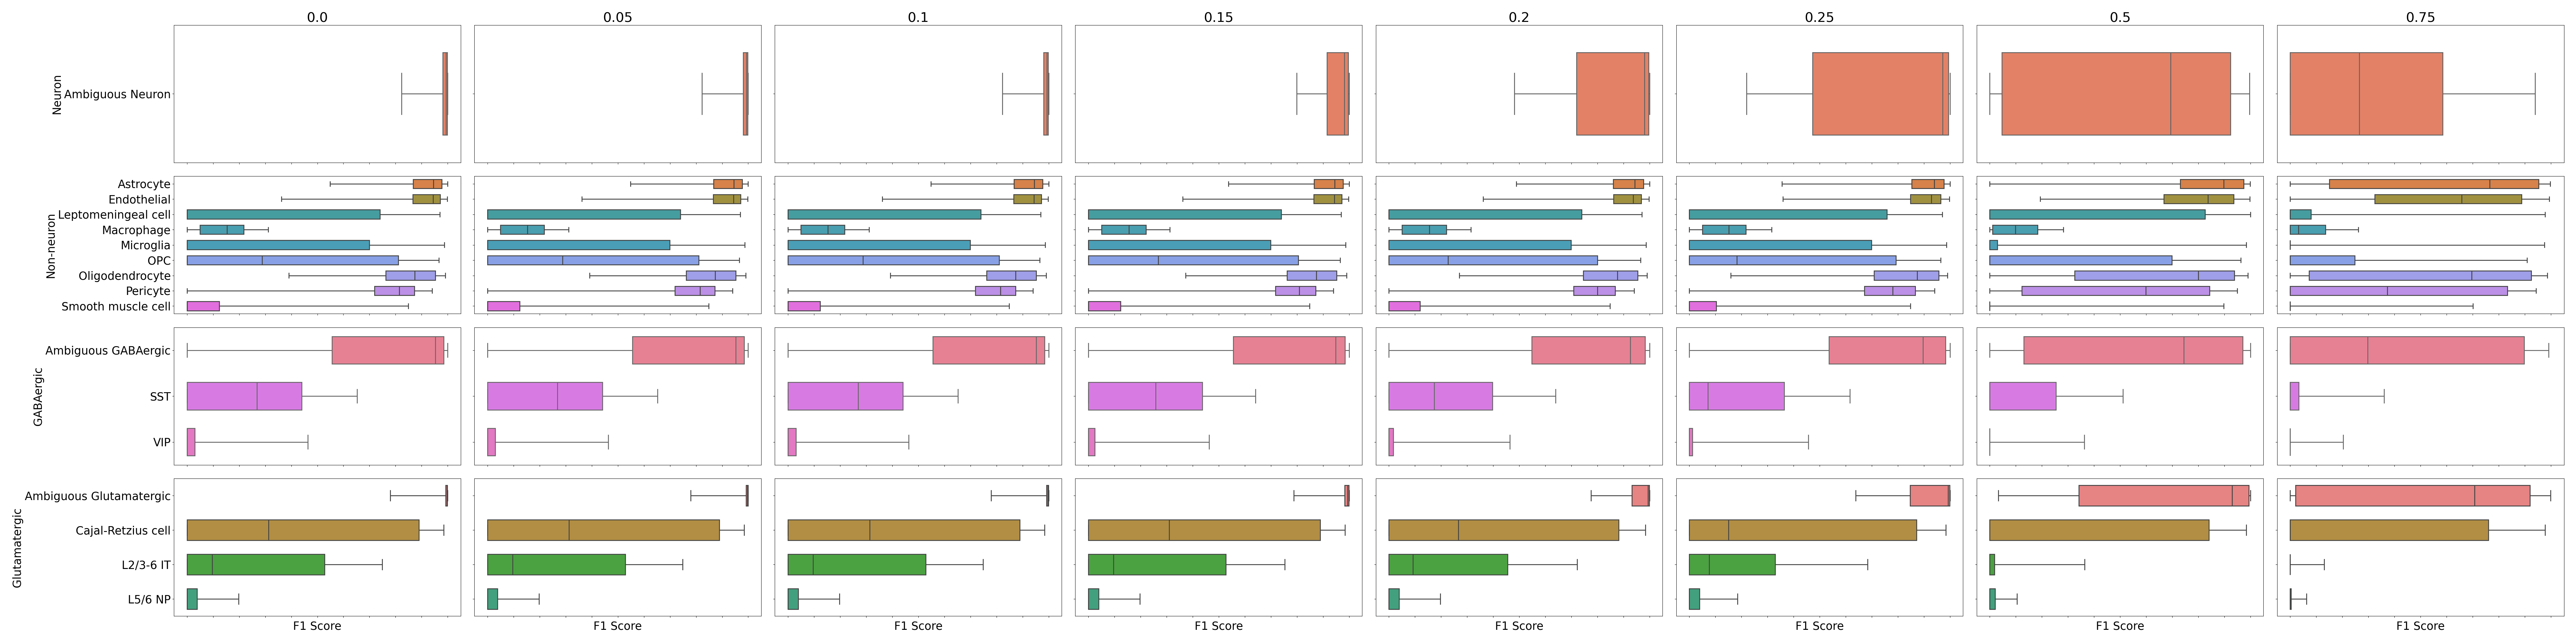 0.0 0.05 0.1 0.15 0.2 0.25 0.5 0.75
Neuron
Ambiguous Neuron
Non-neuron
Astrocyte
Endothelial
Leptomeningeal cell
Macrophage
Microglia
OPC
Oligodendrocyte
Pericyte
Smooth muscle cell
GABAergic
Ambiguous GABAergic
SST
VIP
Glutamatergic
Ambiguous Glutamatergic
Cajal-Retzius cell
L2/3-6 IT
L5/6 NP
F1 Score F1 Score F1 Score F1 Score F1 Score F1 Score F1 Score F1 Score